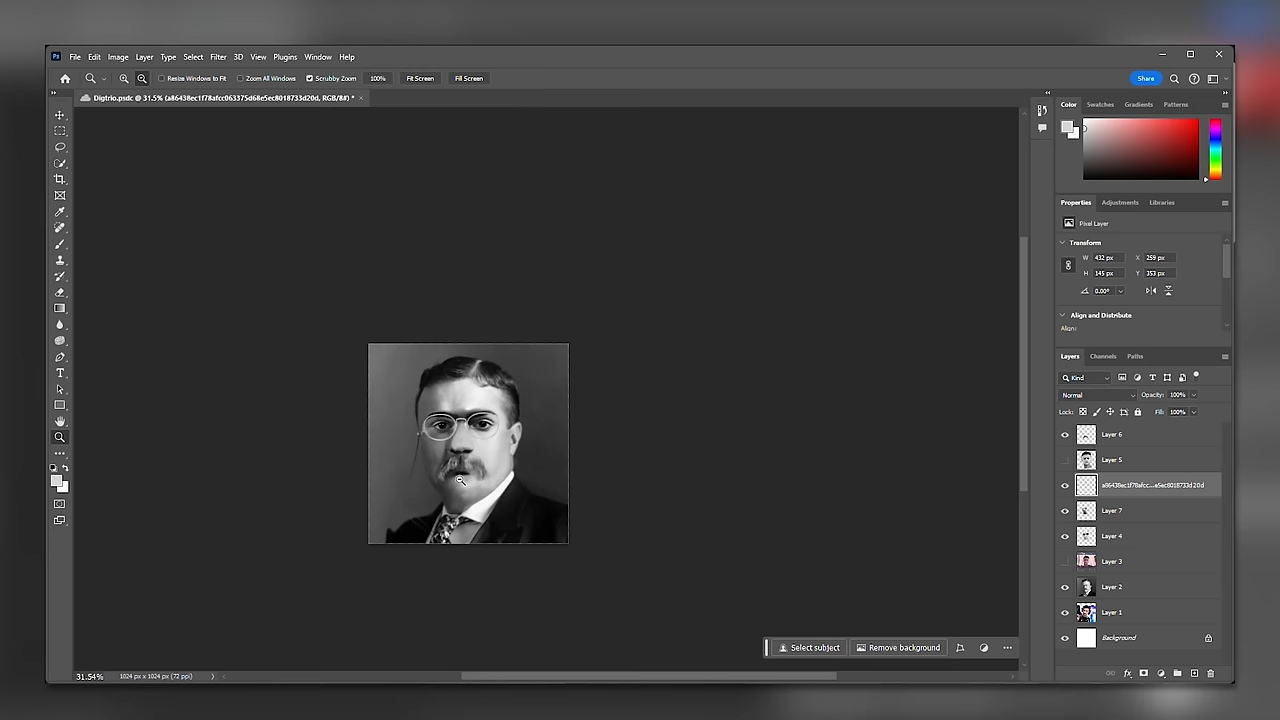 Ps File Edit Image Layer Type Select Filter 3D View Plugins Window Help
Resize Windows to Fit Zoom All Windows Scrubby Zoom 100% Fit Screen Fill Screen Share
Digtrio.psdc @ 31.5% (a86438ec1f78afcc063375d68e5ec8018733d20d, RGB/8#) *
Color Swatches Gradients Patterns
Properties Adjustments Libraries
Pixel Layer
Transform
W 432 px X 259 px
H 145 px Y 353 px
0.00°
Align and Distribute
Align:
Layers Channels Paths
Kind
Normal Opacity: 100%
Lock: Fill: 100%
Layer 6
Layer 5
a86438ec1f78afcc...e5ec8018733d20d
Layer 7
Layer 4
Layer 3
Layer 2
Layer 1
Background
Select subject Remove background
31.54% 1024 px x 1024 px (72 ppi)
T
fx